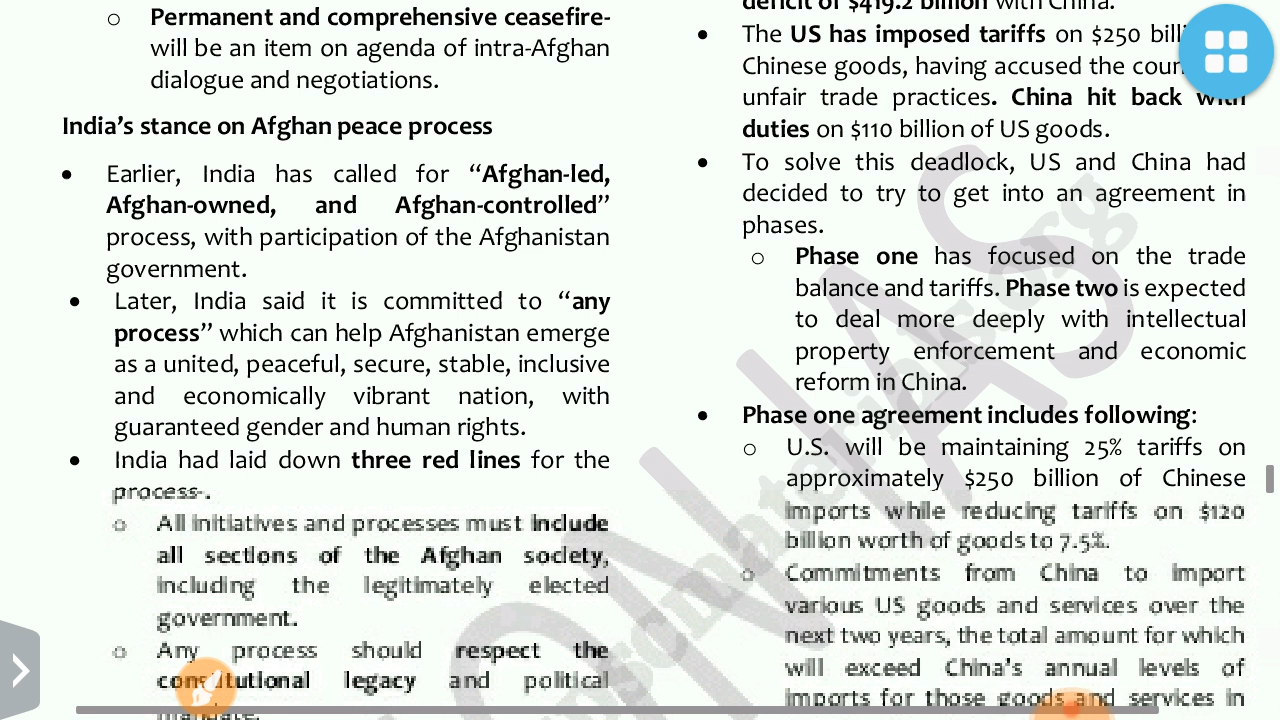 o Permanent and comprehensive ceasefire-
will be an item on agenda of intra-Afghan
dialogue and negotiations.
India's stance on Afghan peace process
• Earlier, India has called for "Afghan-led,
Afghan-owned, and Afghan-controlled"
process, with participation of the Afghanistan
government.
• Later, India said it is committed to "any
process" which can help Afghanistan emerge
as a united, peaceful, secure, stable, inclusive
and economically vibrant nation, with
guaranteed gender and human rights.
• India had laid down three red lines for the
process-.
o All initiatives and processes must include
all sections of the Afghan society,
including the legitimately elected
government.
o Any process should respect the
constitutional legacy and political
mandate.
deficit of $419.2 billion with China.
• The US has imposed tariffs on $250
Chinese goods, having accused the
unfair trade practices. China hit back with
duties on $110 billion of US goods.
• To solve this deadlock, US and China had
decided to try to get into an agreement in
phases.
o Phase one has focused on the trade
balance and tariffs. Phase two is expected
to deal more deeply with intellectual
property enforcement and economic
reform in China.
• Phase one agreement includes following:
o U.S. will be maintaining 25% tariffs on
approximately $250 billion of Chinese
imports while reducing tariffs on $120
billion worth of goods to 7.5%.
o Commitments from China to import
various US goods and services over the
next two years, the total amount for which
will exceed China's annual levels of
imports for those goods and services in